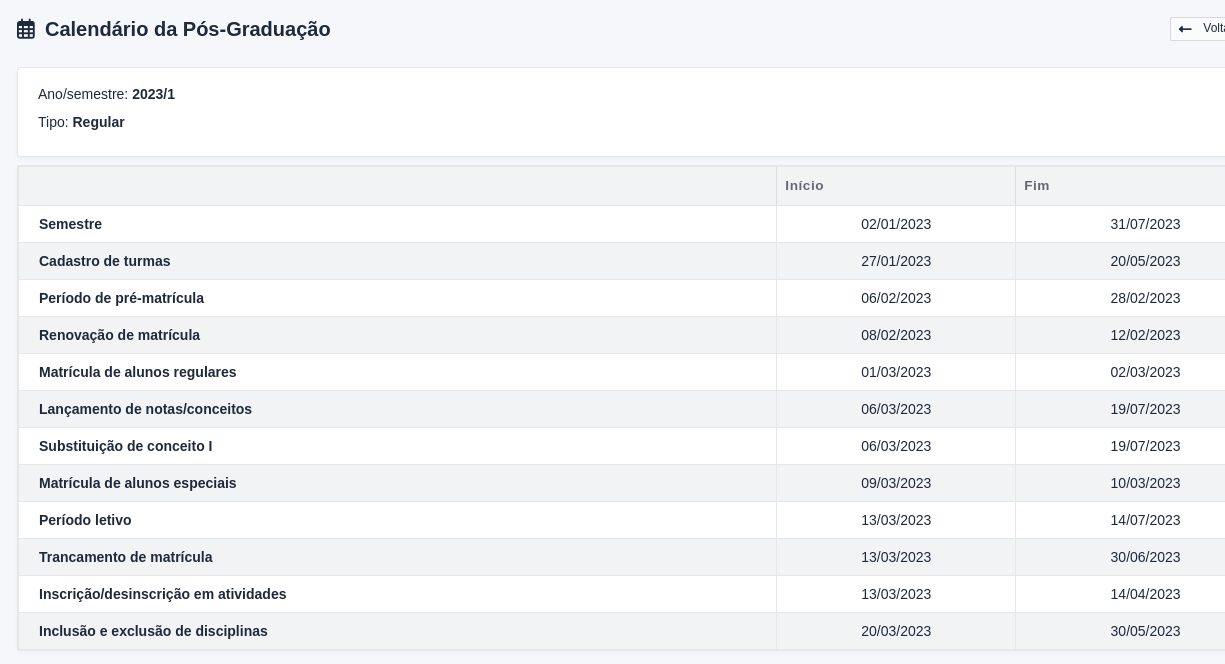 Calendário da Pós-Graduação
Ano/semestre: 2023/1
Tipo: Regular
Início Fim
Semestre 02/01/2023 31/07/2023
Cadastro de turmas 27/01/2023 20/05/2023
Período de pré-matrícula 06/02/2023 28/02/2023
Renovação de matrícula 08/02/2023 12/02/2023
Matrícula de alunos regulares 01/03/2023 02/03/2023
Lançamento de notas/conceitos 06/03/2023 19/07/2023
Substituição de conceito I 06/03/2023 19/07/2023
Matrícula de alunos especiais 09/03/2023 10/03/2023
Período letivo 13/03/2023 14/07/2023
Trancamento de matrícula 13/03/2023 30/06/2023
Inscrição/desinscrição em atividades 13/03/2023 14/04/2023
Inclusão e exclusão de disciplinas 20/03/2023 30/05/2023